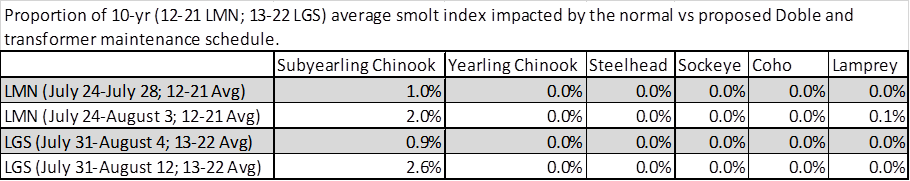 Proportion of 10-yr (12-21 LMN; 13-22 LGS) average smolt index impacted by the normal vs proposed Doble and
transformer maintenance schedule.
Subyearling Chinook Yearling Chinook Steelhead Sockeye Coho Lamprey
LMN (July 24-July 28; 12-21 Avg) 1.0% 0.0% 0.0% 0.0% 0.0% 0.0%
LMN (July 24-August 3; 12-21 Avg) 2.0% 0.0% 0.0% 0.0% 0.0% 0.1%
LGS (July 31-August 4; 13-22 Avg) 0.9% 0.0% 0.0% 0.0% 0.0% 0.0%
LGS (July 31-August 12; 13-22 Avg) 2.6% 0.0% 0.0% 0.0% 0.0% 0.0%